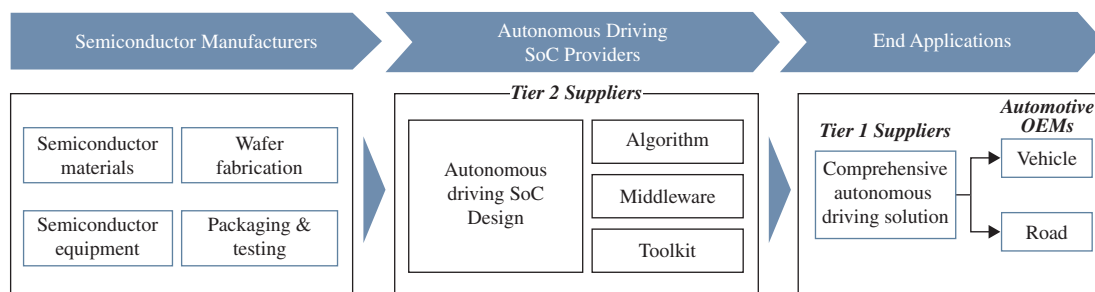 Semiconductor Manufacturers
Autonomous Driving
SoC Providers
End Applications
Semiconductor
materials
Wafer
fabrication
Semiconductor
equipment
Packaging &
testing
Tier 2 Suppliers
Autonomous
driving SoC
Design
Algorithm
Middleware
Toolkit
Tier 1 Suppliers
Comprehensive
autonomous
driving solution
Automotive
OEMs
Vehicle
Road